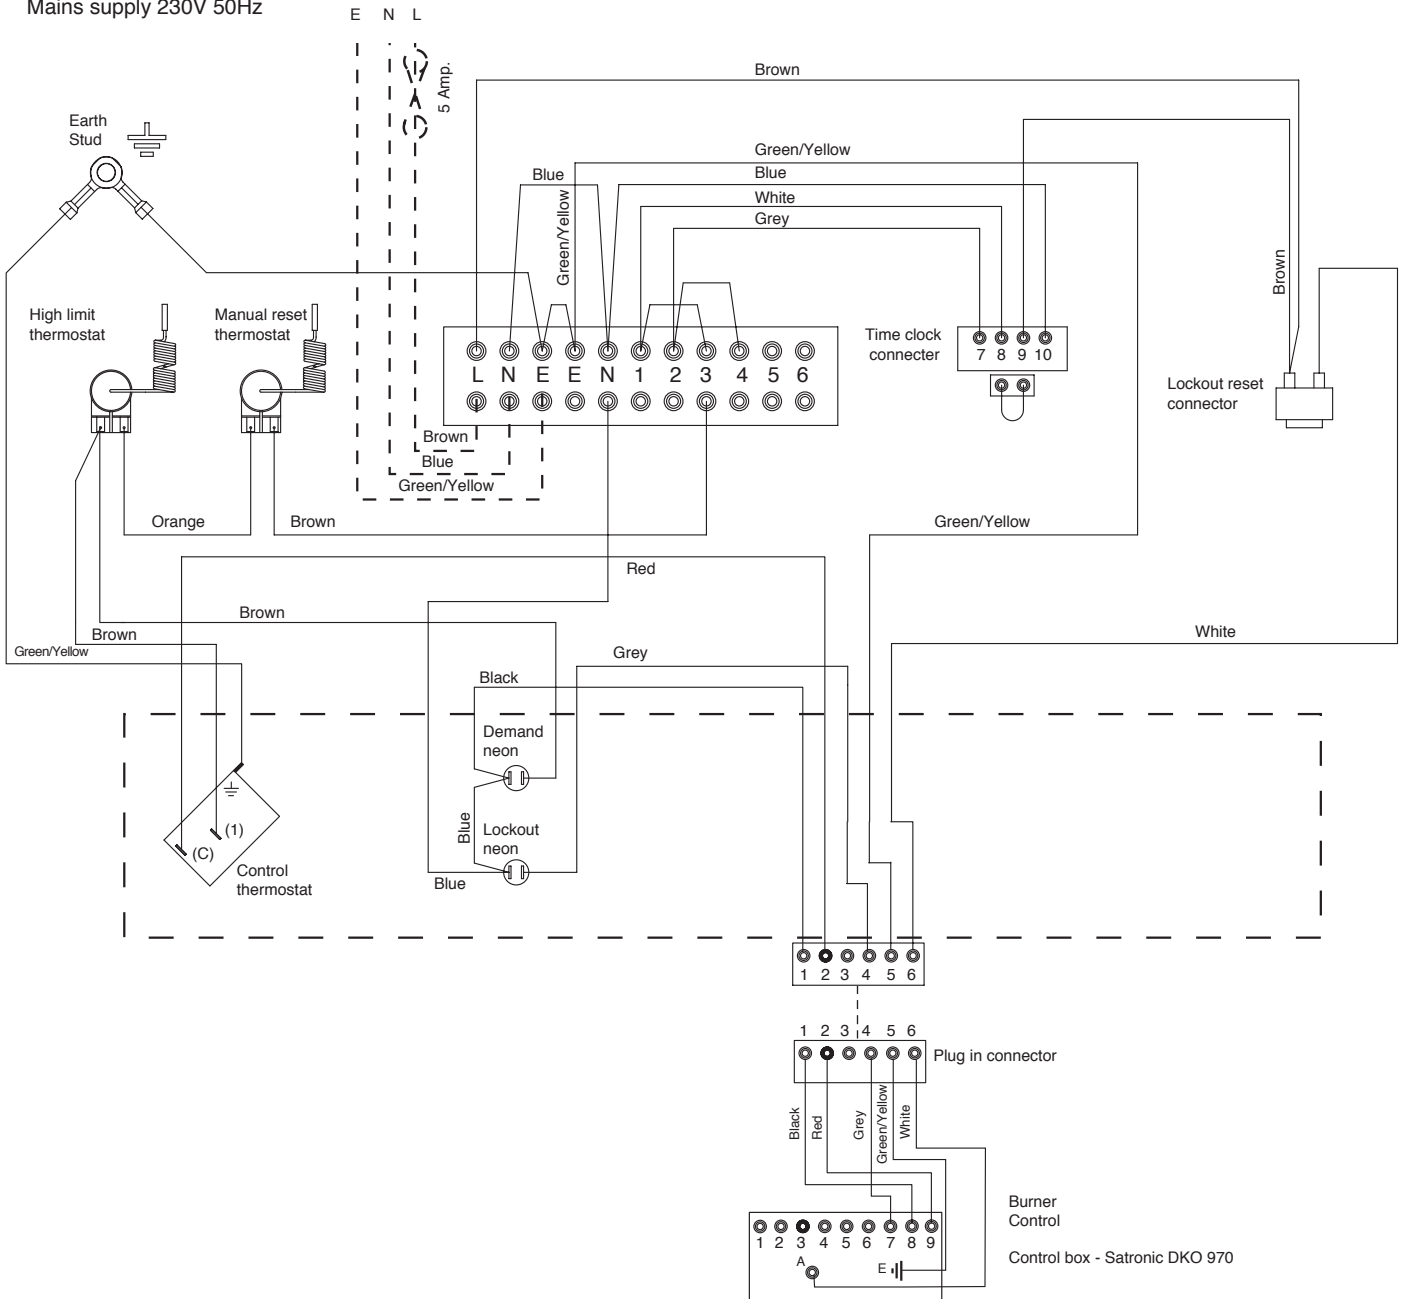 Mains supply 230V 50Hz
E N L
5 Amp.
Brown
Earth
Stud
Green/Yellow
Blue
Blue
White
Grey
Green/Yellow
Brown
High limit
thermostat
Manual reset
thermostat
Time clock
connecter
7 8 9 10
L N E E N 1 2 3 4 5 6
Lockout reset
connector
Brown
Blue
Green/Yellow
Orange
Brown
Green/Yellow
Red
Brown
Brown
White
Green/Yellow
Grey
Black
Demand
neon
Blue
Lockout
neon
(1)
(C)
Control
thermostat
Blue
1 2 3 4 5 6
1 2 3 4 5 6
Plug in connector
Black
Red
Grey
Green/Yellow
White
Burner
Control
1 2 3 4 5 6 7 8 9
A
E
Control box - Satronic DKO 970